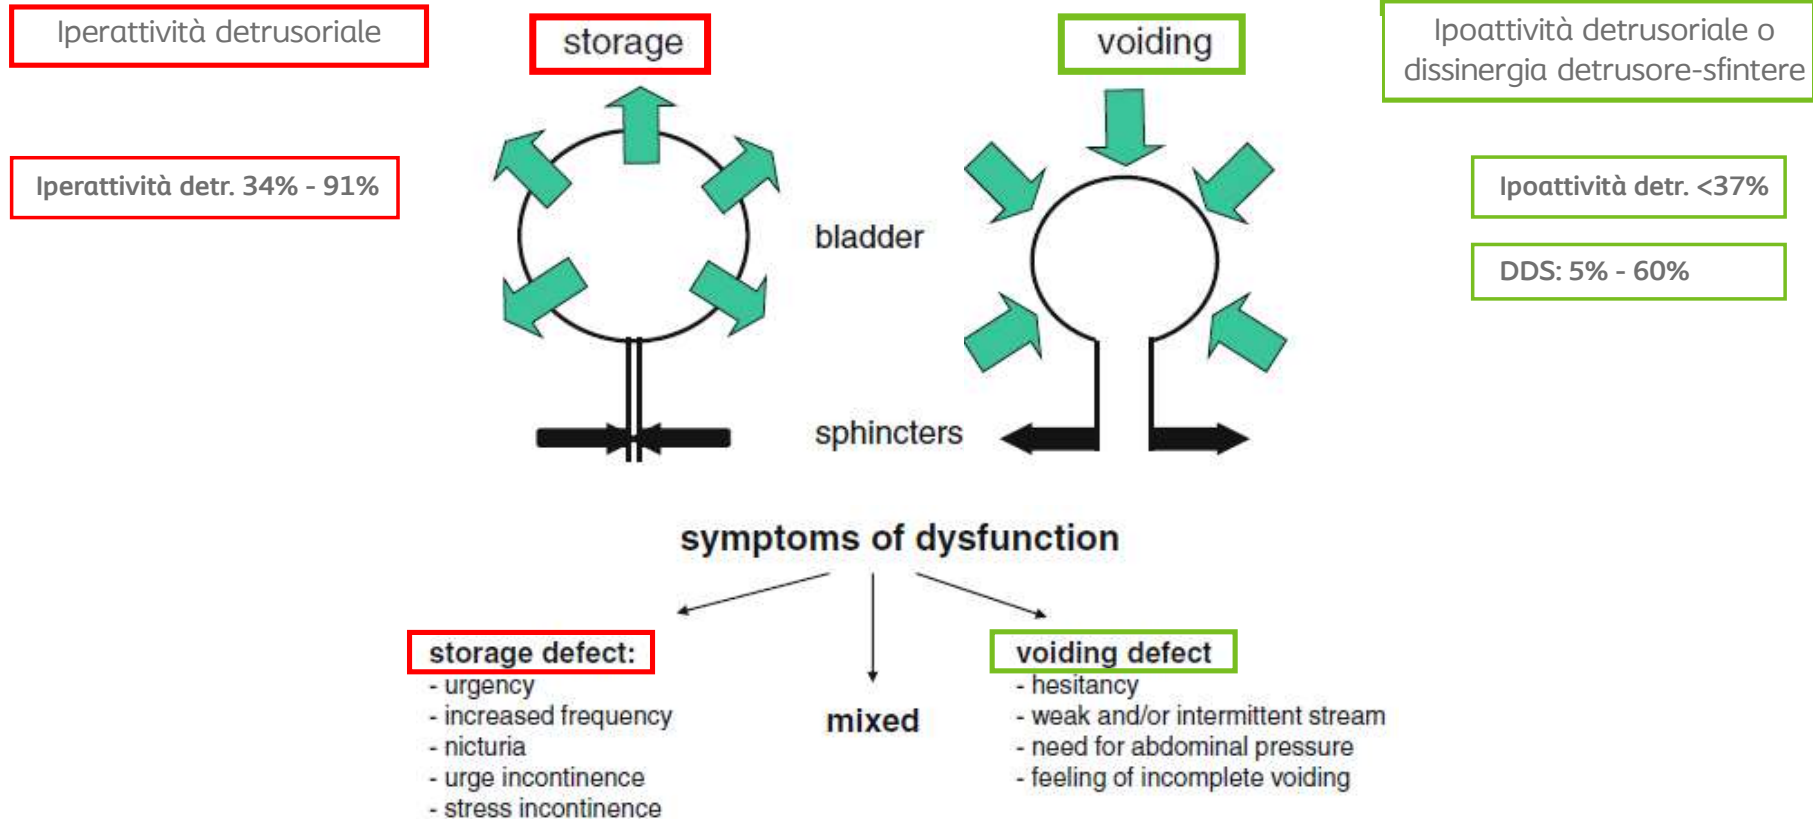 Iperattività detrusoriale
storage
voiding
Ipoattività detrusoriale o
dissinergia detrusore-sfintere
Iperattività detr. 34% - 91%
Ipoattività detr. <37%
bladder
DDS: 5% - 60%
sphincters
symptoms of dysfunction
storage defect:
- urgency
- increased frequency
- nicturia
- urge incontinence
- stress incontinence
mixed
voiding defect
- hesitancy
- weak and/or intermittent stream
- need for abdominal pressure
- feeling of incomplete voiding